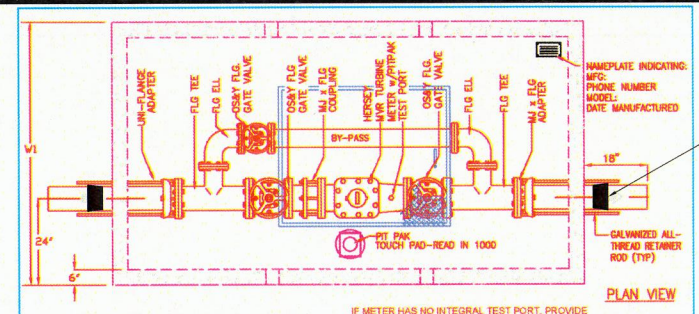 NAMEPLATE INDICATING:
MFG:
PHONE NUMBER
MODEL:
DATE MANUFACTURED
W1
UNI-FLANGE
ADAPTER
FLG TEE
FLG ELL
OS&Y FLG.
GATE VALVE
OS&Y FLG
GATE VALVE
MJ x FLG
COUPLING
HERSEY
MVR TURBINE
METER w/PITPAK
TEST PORT
OS&Y FLG.
GATE VALVE
FLG ELL
FLG TEE
MJ x FLG
ADAPTER
18"
BY-PASS
24"
6"
PIT PAK
TOUCH PAD-READ IN 1000
GALVANIZED ALL-
THREAD RETAINER
ROD (TYP)
PLAN VIEW
IF METER HAS NO INTEGRAL TEST PORT, PROVIDE